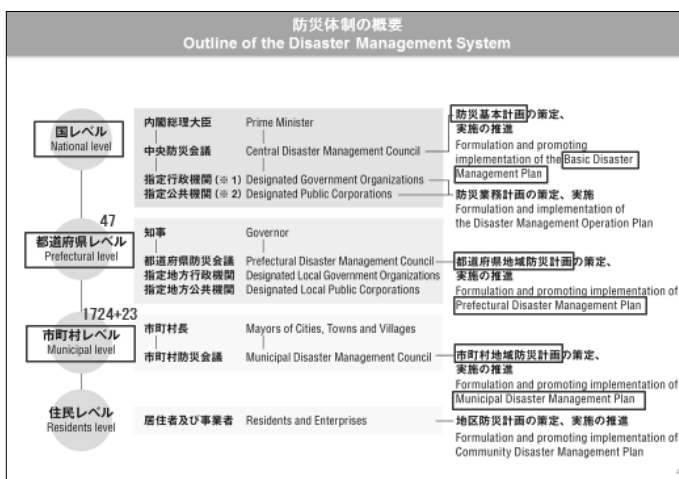 防災体制の概要
Outline of the Disaster Management System
国レベル
National level
内閣総理大臣 Prime Minister
中央防災会議 Central Disaster Management Council
指定行政機関(※1) Designated Government Organizations
指定公共機関(※2) Designated Public Corporations
防災基本計画の策定、
実施の推進
Formulation and promoting
implementation of the Basic Disaster
Management Plan
防災業務計画の策定、実施
Formulation and implementation of
the Disaster Management Operation Plan
47
都道府県レベル
Prefectural level
知事 Governor
都道府県防災会議 Prefectural Disaster Management Council
指定地方行政機関 Designated Local Government Organizations
指定地方公共機関 Designated Local Public Corporations
都道府県地域防災計画の策定、
実施の推進
Formulation and promoting implementation of
Prefectural Disaster Management Plan
1724+23
市町村レベル
Municipal level
市町村長 Mayors of Cities, Towns and Villages
市町村防災会議 Municipal Disaster Management Council
市町村地域防災計画の策定、
実施の推進
Formulation and promoting implementation of
Municipal Disaster Management Plan
住民レベル
Residents level
居住者及び事業者 Residents and Enterprises
地区防災計画の策定、実施の推進
Formulation and promoting implementation of
Community Disaster Management Plan